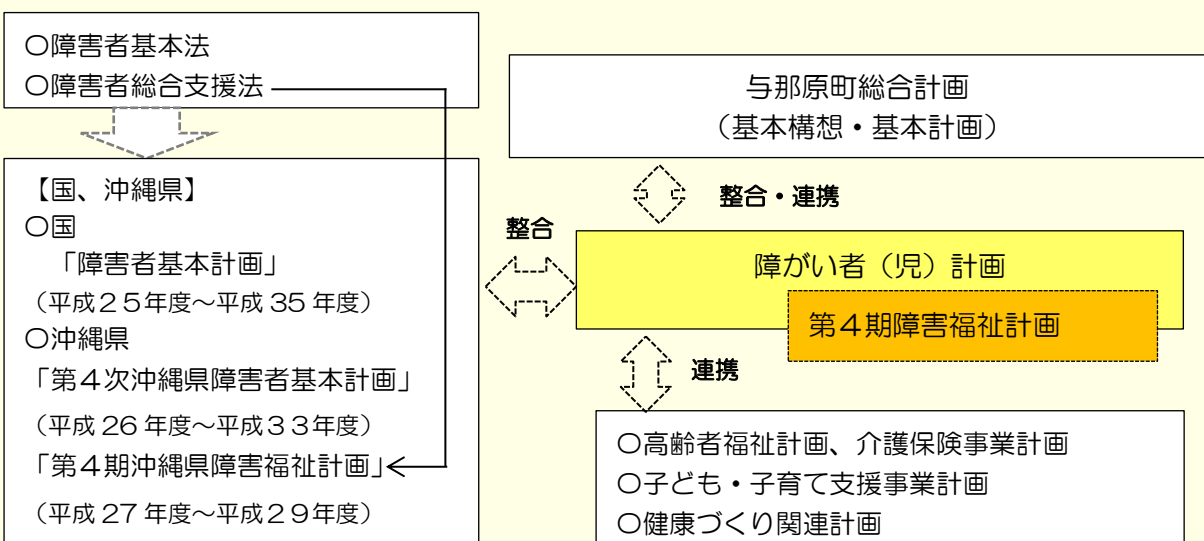 〇障害者基本法
〇障害者総合支援法
【国、沖縄県】
〇国
「障害者基本計画」
（平成２５年度～平成 35 年度）
〇沖縄県
「第４次沖縄県障害者基本計画」
（平成 26 年度～平成３３年度）
「第４期沖縄県障害福祉計画」
（平成 27 年度～平成２９年度）
与那原町総合計画
（基本構想・基本計画）
整合・連携
整合
障がい者（児）計画
第４期障害福祉計画
連携
〇高齢者福祉計画、介護保険事業計画
〇子ども・子育て支援事業計画
〇健康づくり関連計画